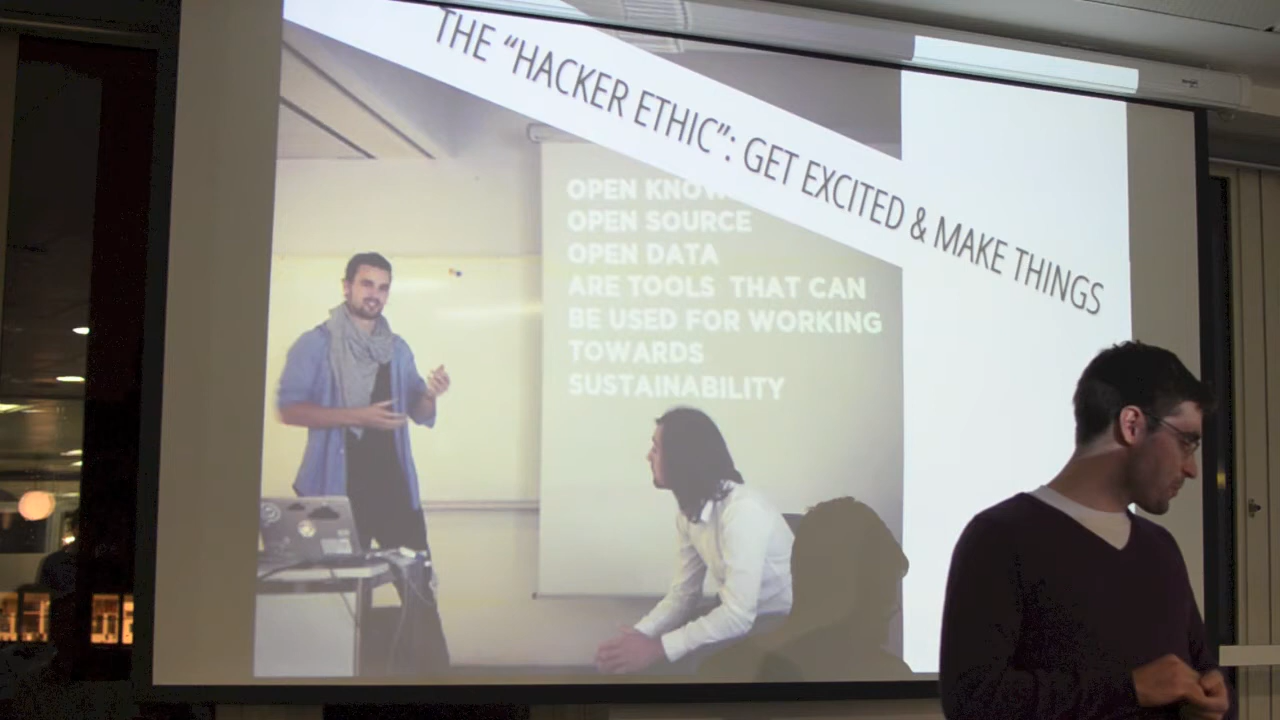 THE “HACKER ETHIC”: GET EXCITED & MAKE THINGS
OPEN
OPEN SOURCE
OPEN DATA
ARE TOOLS THAT CAN
BE USED FOR WORKING
TOWARDS
SUSTAINABILITY